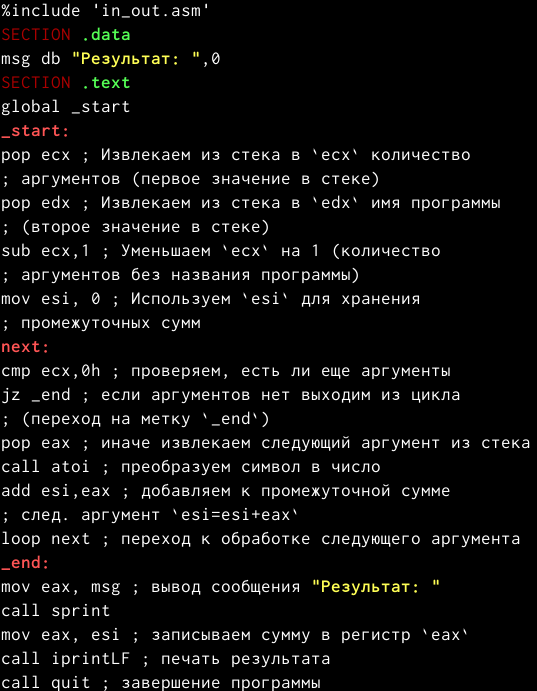 %include 'in_out.asm'
SECTION .data
msg db "Результат: ",0
SECTION .text
global _start
_start:
pop ecx ; Извлекаем из стека в `ecx` количество
; аргументов (первое значение в стеке)
pop edx ; Извлекаем из стека в `edx` имя программы
; (второе значение в стеке)
sub ecx,1 ; Уменьшаем `ecx` на 1 (количество
; аргументов без названия программы)
mov esi, 0 ; Используем `esi` для хранения
; промежуточных сумм
next:
cmp ecx,0h ; проверяем, есть ли еще аргументы
jz _end ; если аргументов нет выходим из цикла
; (переход на метку `_end`)
pop eax ; иначе извлекаем следующий аргумент из стека
call atoi ; преобразуем символ в число
add esi,eax ; добавляем к промежуточной сумме
; след. аргумент `esi=esi+eax`
loop next ; переход к обработке следующего аргумента
_end:
mov eax, msg ; вывод сообщения "Результат: "
call sprint
mov eax, esi ; записываем сумму в регистр `eax`
call iprintLF ; печать результата
call quit ; завершение программы